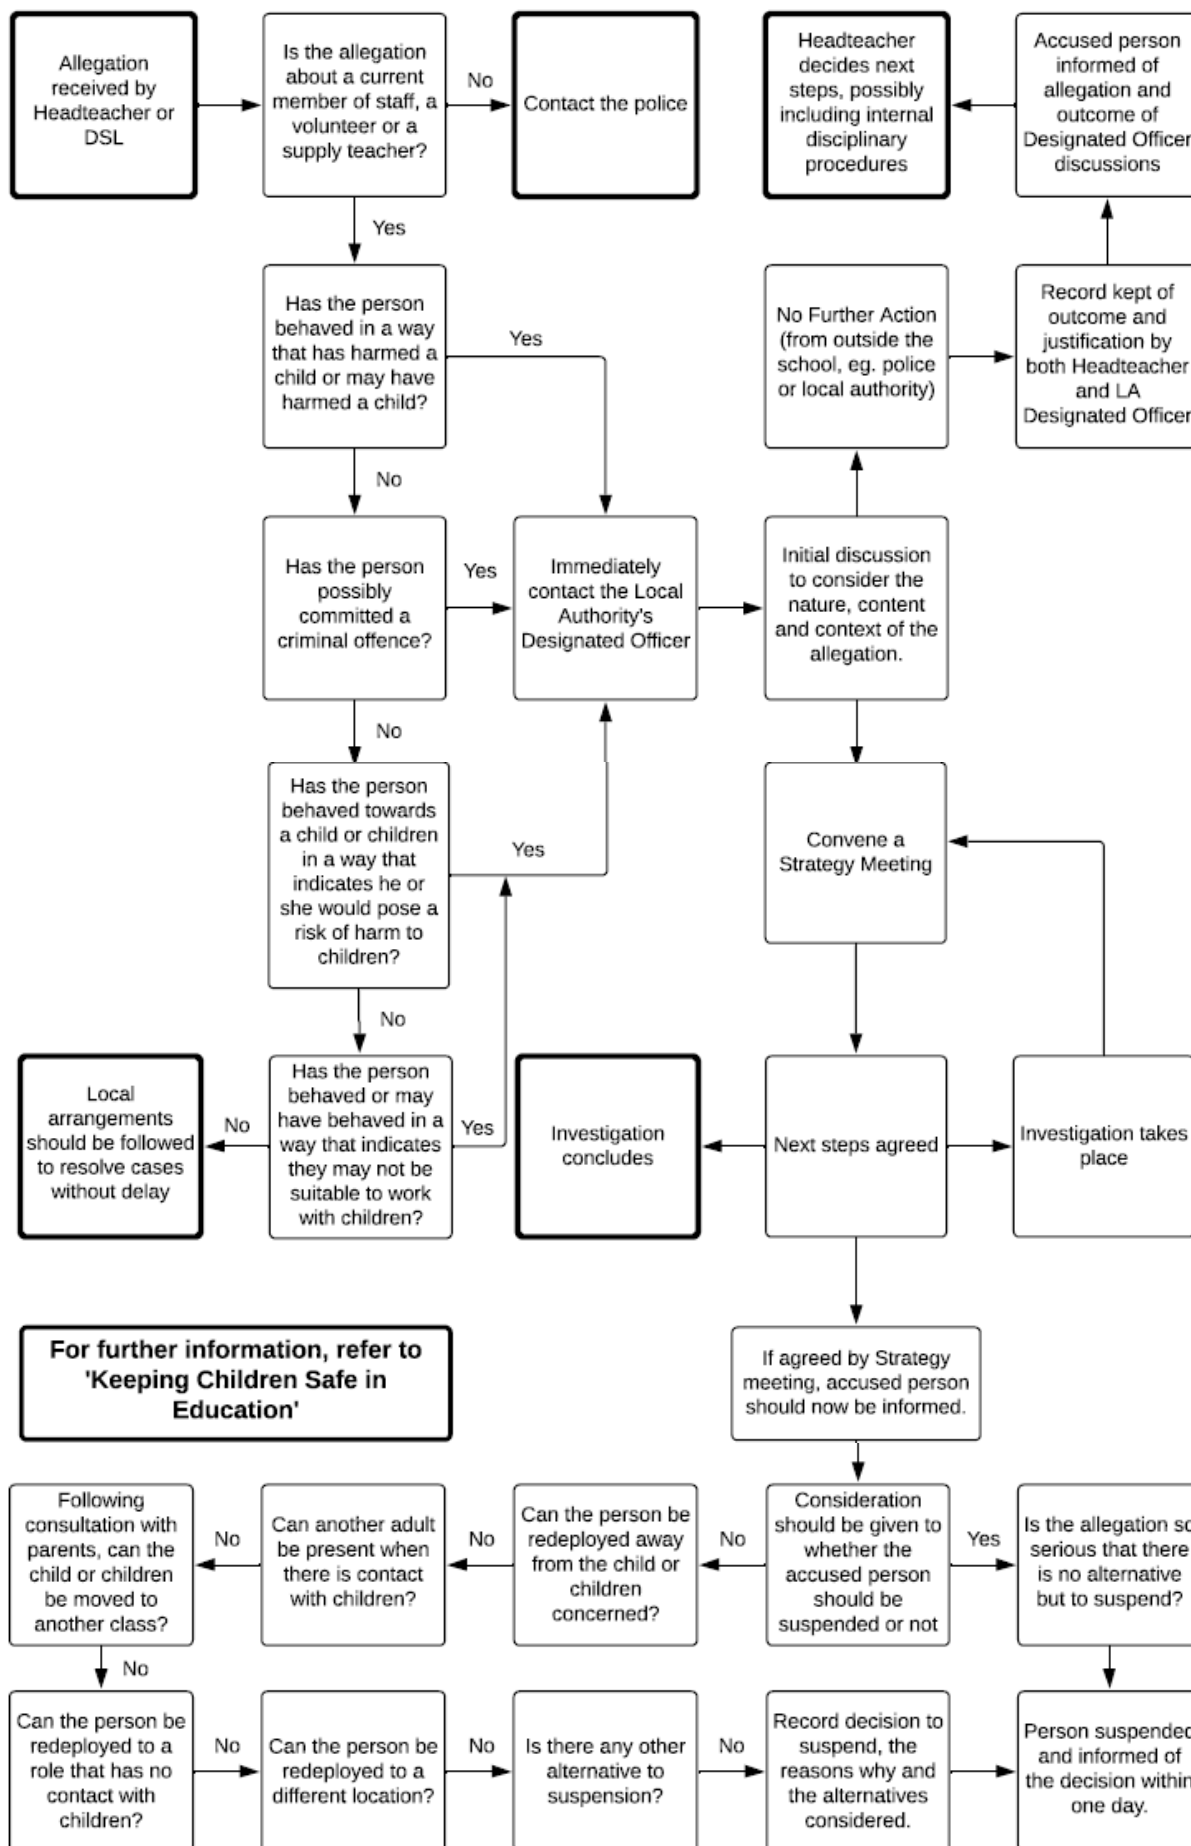 Allegation
received by
Headteacher or
DSL
Is the allegation
about a current
member of staff, a
volunteer or a
supply teacher?
No
Contact the police
Headteacher
decides next
steps, possibly
including internal
disciplinary
procedures
Accused person
informed of
allegation and
outcome of
Designated Officer
discussions
Yes
Has the person
behaved in a way
that has harmed a
child or may have
harmed a child?
Yes
No Further Action
(from outside the
school, eg. police
or local authority)
Record kept of
outcome and
justification by
both Headteacher
and LA
Designated Officer
No
Has the person
possibly
committed a
criminal offence?
Yes
Immediately
contact the Local
Authority's
Designated Officer
Initial discussion
to consider the
nature, content
and context of the
allegation.
No
Has the person
behaved towards
a child or children
in a way that
indicates he or
she would pose a
risk of harm to
children?
Yes
Convene a
Strategy Meeting
No
Local
arrangements
should be followed
to resolve cases
without delay
No
Has the person
behaved or may
have behaved in a
way that indicates
they may not be
suitable to work
with children?
Yes
Investigation
concludes
Next steps agreed
Investigation takes
place
For further information, refer to
'Keeping Children Safe in
Education'
If agreed by Strategy
meeting, accused person
should now be informed.
Following
consultation with
parents, can the
child or children
be moved to
another class?
No
Can another adult
be present when
there is contact
with children?
No
Can the person be
redeployed away
from the child or
children
concerned?
No
Consideration
should be given to
whether the
accused person
should be
suspended or not
Yes
Is the allegation so
serious that there
is no alternative
but to suspend?
No
Can the person be
redeployed to a
role that has no
contact with
children?
No
Can the person be
redeployed to a
different location?
No
Is there any other
alternative to
suspension?
No
Record decision to
suspend, the
reasons why and
the alternatives
considered.
Person suspended
and informed of
the decision within
one day.